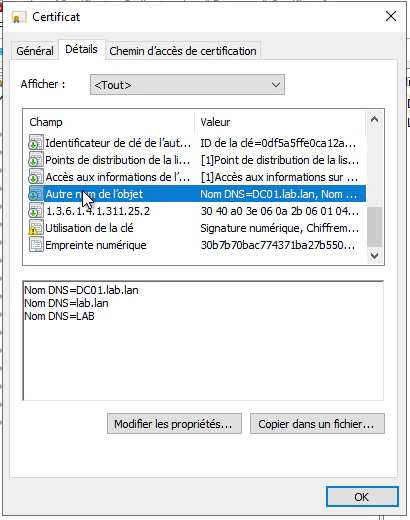 Certificat
Général Détails Chemin d'accès de certification
Afficher : <Tout>
Champ Valeur
Identificateur de clé de l'aut... ID de la clé=0df5a5ffe0ca12a...
Points de distribution de la lis... [1]Point de distribution de la lis...
Accès aux informations de l'... [1]Accès aux informations sur ...
Autre nom de l'objet Nom DNS=DC01.lab.lan, Nom ...
1.3.6.1.4.1.311.25.2 30 40 a0 3e 06 0a 2b 06 01 04...
Utilisation de la clé Signature numérique, Chiffrem...
Empreinte numérique 30b7b70bac774371ba27b550...
Nom DNS=DC01.lab.lan
Nom DNS=lab.lan
Nom DNS=LAB
Modifier les propriétés... Copier dans un fichier...
OK